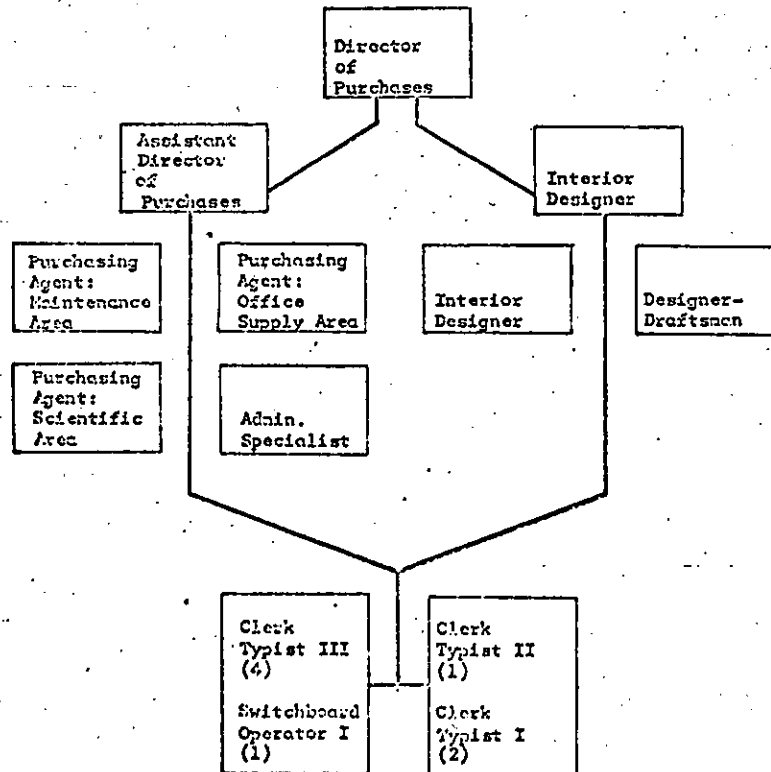 Director
of
Purchases
Assistant
Director
of
Purchases
Interior
Designer
Purchasing
Agent:
Maintenance
Area
Purchasing
Agent:
Office
Supply Area
Interior
Designer
Designer-
Draftsman
Purchasing
Agent:
Scientific
Area
Admin.
Specialist
Clerk
Typist III
(4)
Switchboard
Operator I
(1)
Clerk
Typist II
(1)
Clerk
Typist I
(2)